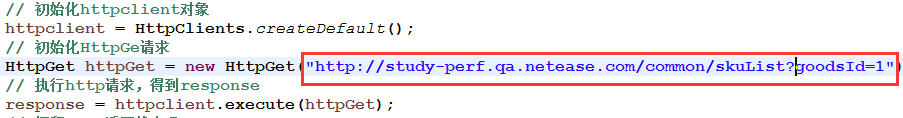 // 初始化httpclient对象
httpclient = HttpClients.createDefault();
// 初始化HttpGe请求
HttpGet httpGet = new HttpGet("http://study-perf.qa.netease.com/common/skuList?goodsId=1")
// 执行http请求，得到response
response = httpclient.execute(httpGet);